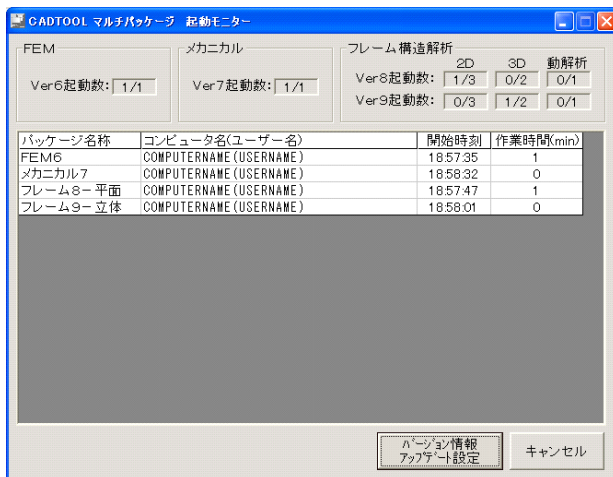 CADTOOL マルチパッケージ 起動モニター
FEM
Ver6起動数: 1/1
メカニカル
Ver7起動数: 1/1
フレーム構造解析
2D 3D 動解析
Ver8起動数: 1/3 0/2 0/1
Ver9起動数: 0/3 1/2 0/1
パッケージ名称 コンピュータ名(ユーザー名) 開始時刻 作業時間(min)
FEM6 COMPUTERNAME(USERNAME) 18:57:35 1
メカニカル7 COMPUTERNAME(USERNAME) 18:58:32 0
フレーム8-平面 COMPUTERNAME(USERNAME) 18:57:47 1
フレーム9-立体 COMPUTERNAME(USERNAME) 18:58:01 0
バージョン情報
アップデート設定
キャンセル